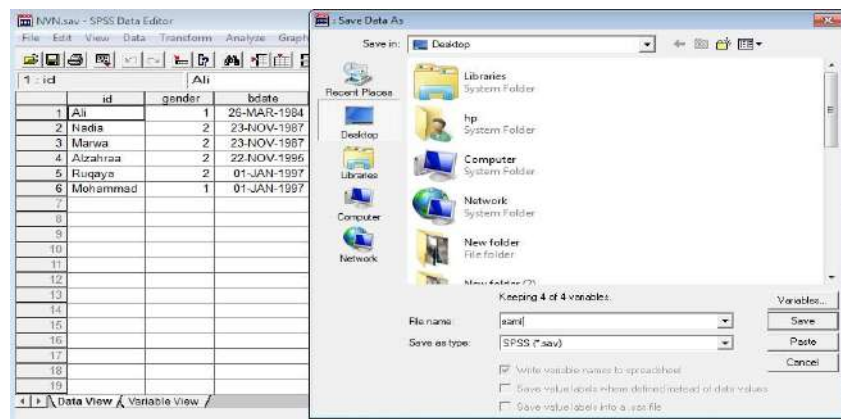 NVN.sav - SPSS Data Editor
File Edit View Data Transform Analyze Graph
1 : id Ali
id gender bdate
1 Ali 1 26-MAR-1984
2 Nadia 2 23-NOV-1987
3 Marwa 2 23-NOV-1987
4 Alzahraa 2 22-NOV-1995
5 Ruqaya 2 01-JAN-1997
6 Mohammad 1 01-JAN-1997
7
8
9
10
11
12
13
14
15
16
17
18
19
Data View Variable View
: Save Data As
Save in: Desktop
Recent Places
Desktop
Libraries
Computer
Network
Libraries
System Folder
hp
System Folder
Computer
System Folder
Network
System Folder
New folder
File folder
New folder (2)
Keeping 4 of 4 variables.
Variables...
File name: sami
Save
Save as type: SPSS (*.sav)
Paste
Cancel
Write variable names to spreadsheet
Save value labels where defined instead of data values
Save value labels into a .sas file